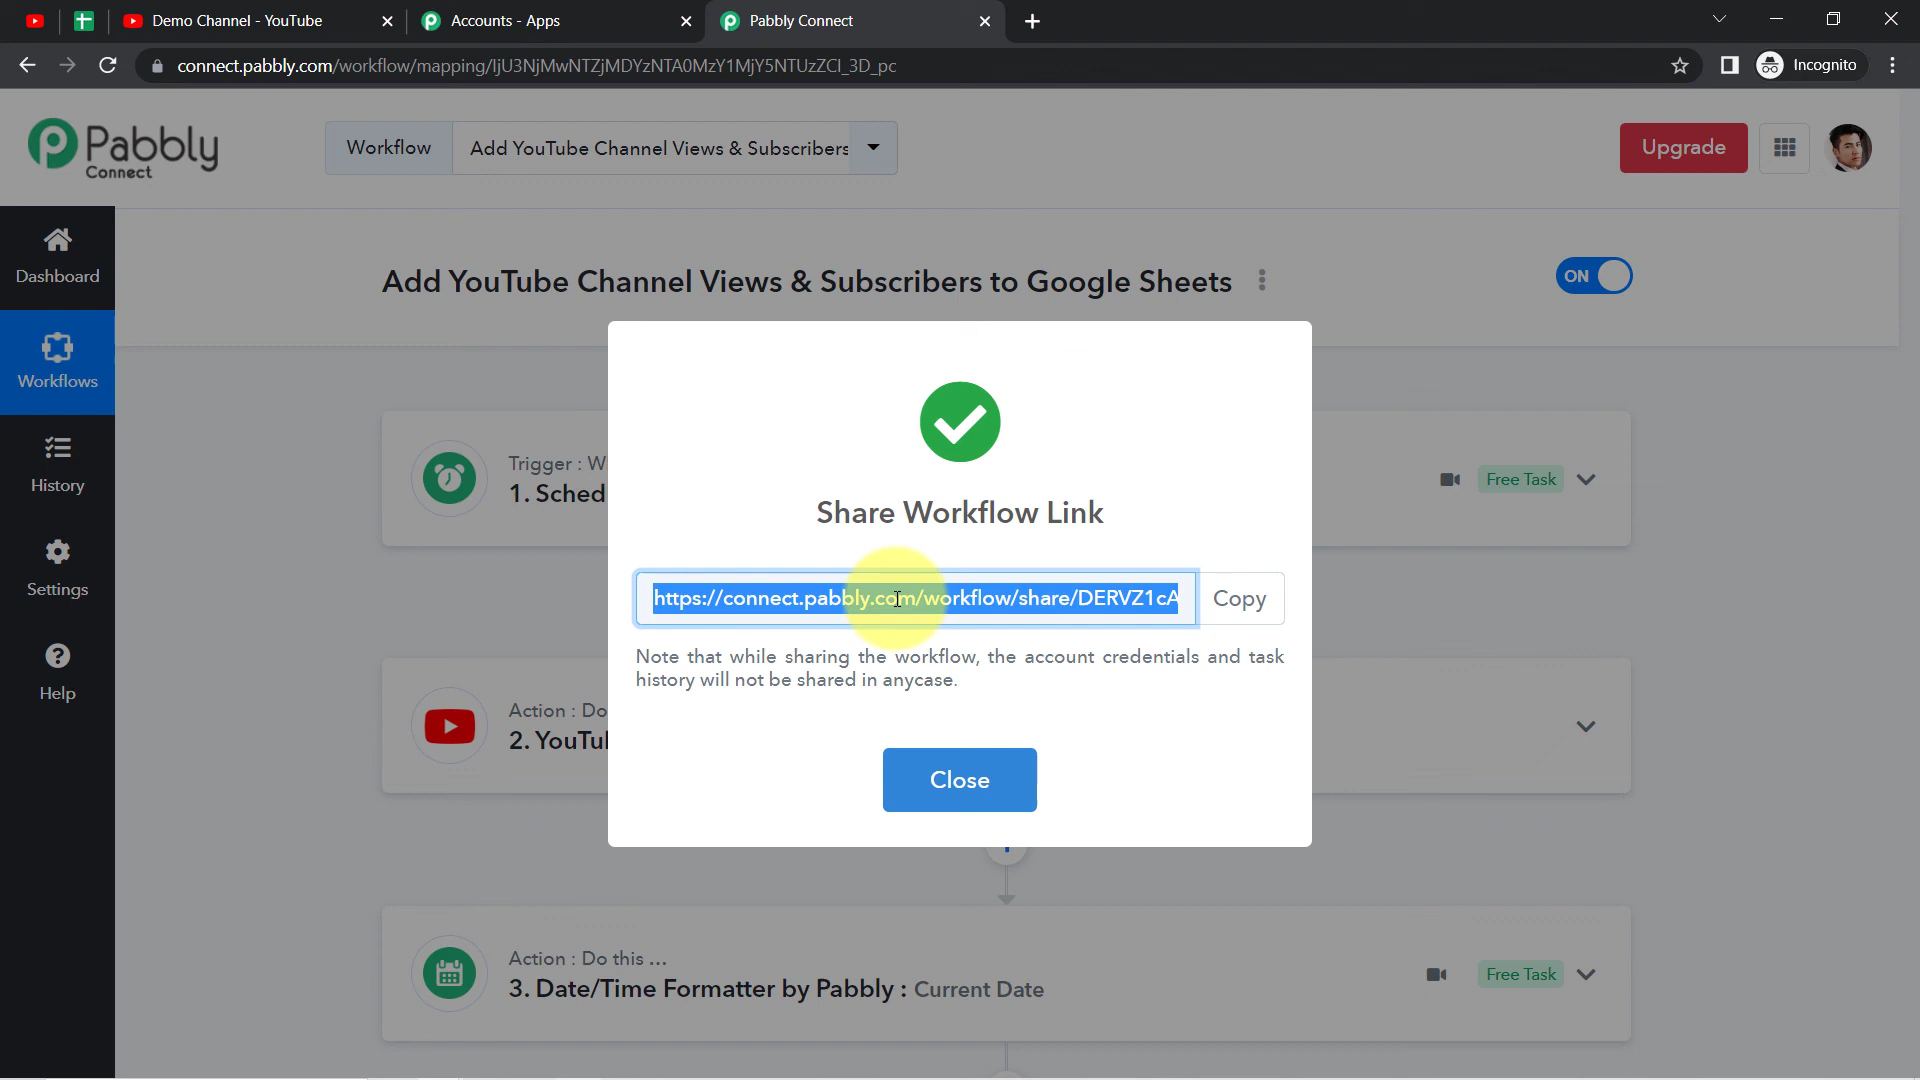 Demo Channel - YouTube
Accounts - Apps
Pabbly Connect
connect.pabbly.com/workflow/mapping/IjU3NjMwNTZjMDYzNTA0MzY1MjY5NTUzZCI_3D_pc
Incognito
Pabbly
Connect
Workflow
Add YouTube Channel Views & Subscribers
Upgrade
Dashboard
Workflows
History
Settings
Help
Add YouTube Channel Views & Subscribers to Google Sheets
ON
Trigger : W
1. Sched
Free Task
Share Workflow Link
https://connect.pabbly.com/workflow/share/DERVZ1cA
Copy
Note that while sharing the workflow, the account credentials and task
history will not be shared in anycase.
Close
Action : Do
2. YouTu
Action : Do this ...
3. Date/Time Formatter by Pabbly : Current Date
Free Task